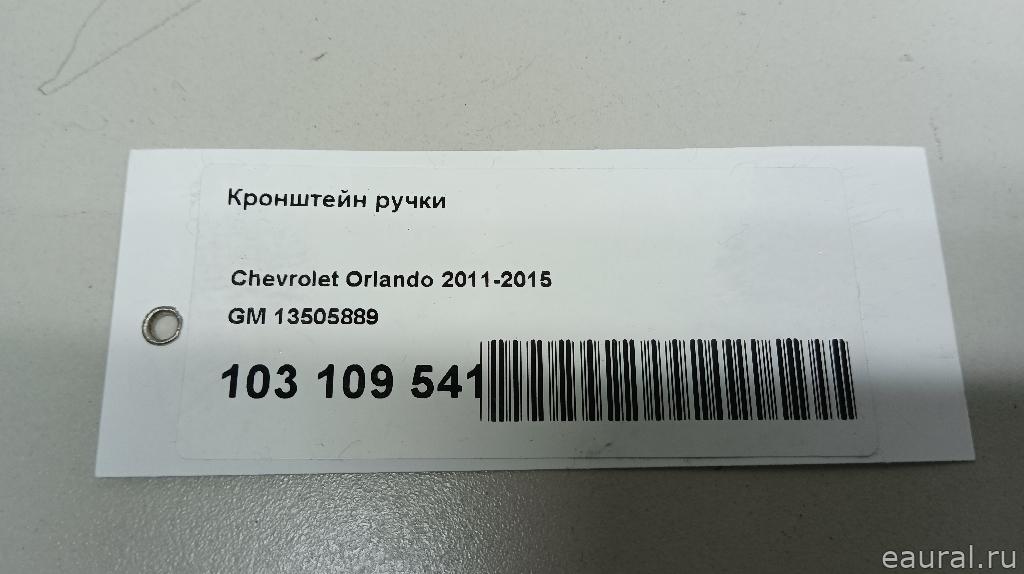 Кронштейн ручки
Chevrolet Orlando 2011-2015
GM 13505889
103 109 541
eaural.ru